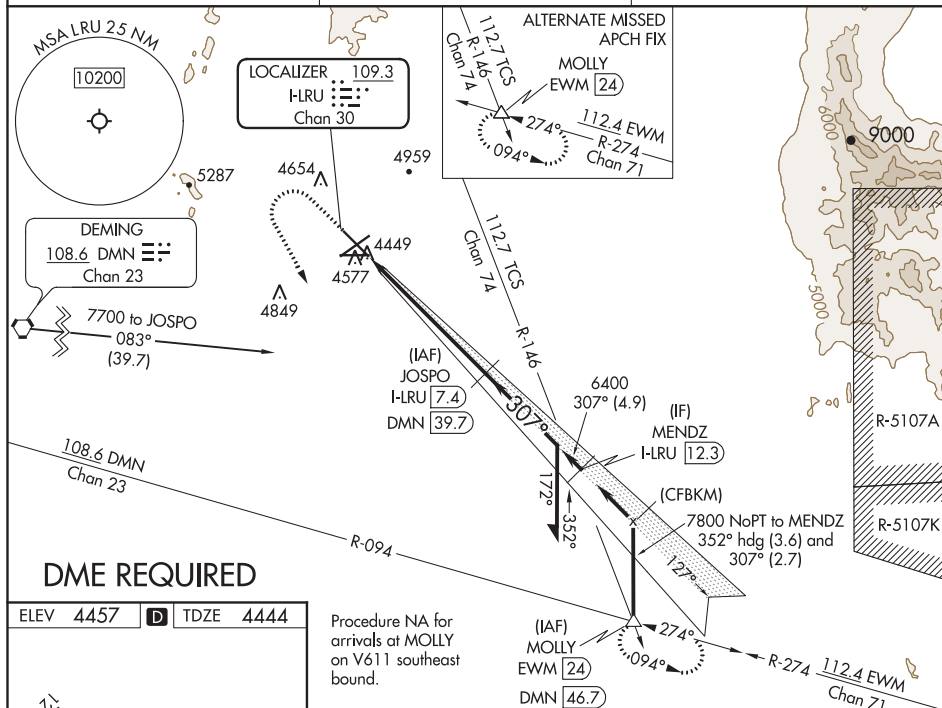 MSA LRU 25 NM
10200
5287
LOCALIZER 109.3
I-LRU
Chan 30
4654
4959
4449
4577
4849
ALTERNATE MISSED
APCH FIX
112.7 TCS
R-146
Chan 74
MOLLY
EWM 24
274°
094°
112.4 EWM
R-274
Chan 71
6000
9000
5000
DEMING
108.6 DMN
Chan 23
7700 to JOSPO
083°
(39.7)
112.7 TCS
Chan 74
R-146
(IAF)
JOSPO
I-LRU 7.4
DMN 39.7
307°
6400
307° (4.9)
(IF)
MENDZ
I-LRU 12.3
R-5107A
R-5107K
108.6 DMN
Chan 23
R-094
172°
352°
(CFBKM)
7800 NoPT to MENDZ
352° hdg (3.6) and
307° (2.7)
127°
DME REQUIRED
ELEV 4457 D TDZE 4444
Procedure NA for
arrivals at MOLLY
on V611 southeast
bound.
(IAF)
MOLLY
EWM 24
DMN 46.7
274°
094°
R-274
112.4 EWM
Chan 71